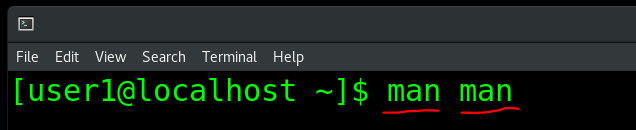 File Edit View Search Terminal Help
[user1@localhost ~]$ man man